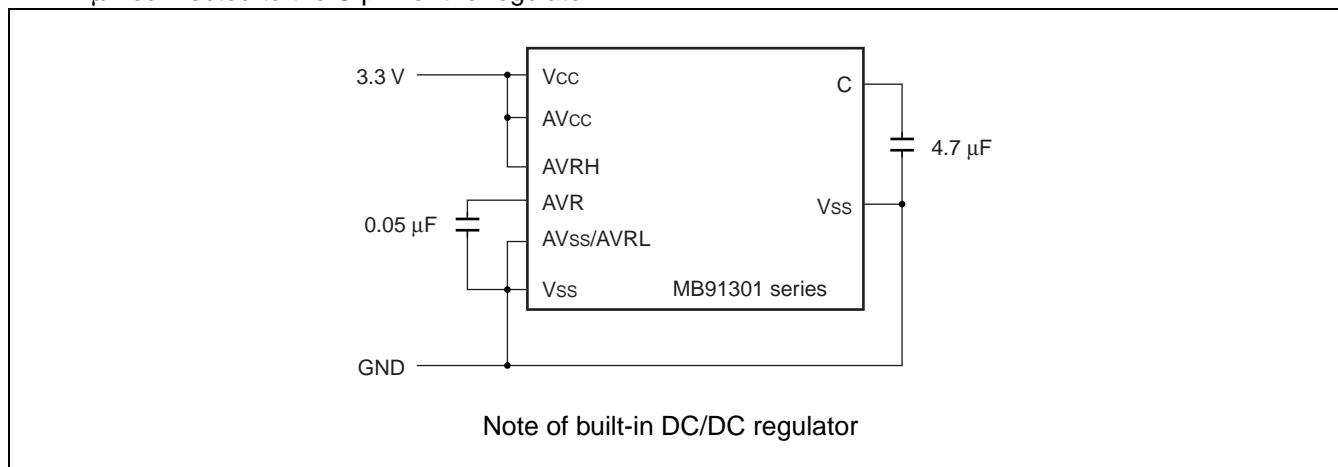 3.3 V
VCC
AVCC
AVRH
AVR
AVSS/AVRL
VSS
C
VSS
4.7 μF
0.05 μF
MB91301 series
GND
Note of built-in DC/DC regulator